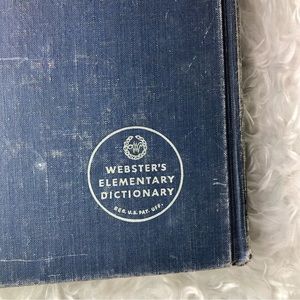 WEBSTER'S
ELEMENTARY
DICTIONARY
REG. U.S. PAT. OFF.